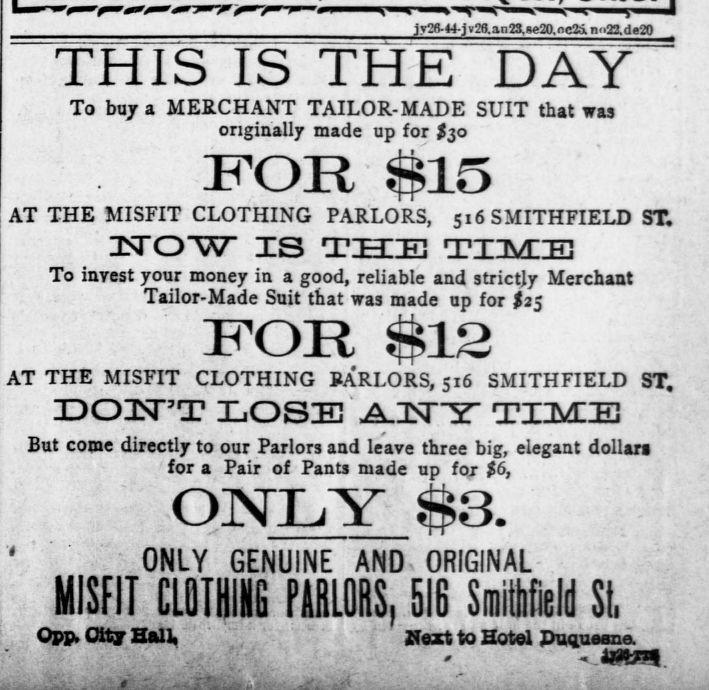 jy26-44-jy26,au23,se20,oc25,no22,de20
THIS IS THE DAY
To buy a MERCHANT TAILOR-MADE SUIT that was
originally made up for $30
FOR $15
AT THE MISFIT CLOTHING PARLORS, 516 SMITHFIELD ST.
NOW IS THE TIME
To invest your money in a good, reliable and strictly Merchant
Tailor-Made Suit that was made up for $25
FOR $12
AT THE MISFIT CLOTHING PARLORS, 516 SMITHFIELD ST.
DON'T LOSE ANY TIME
But come directly to our Parlors and leave three big, elegant dollars
for a Pair of Pants made up for $6,
ONLY $3.
ONLY GENUINE AND ORIGINAL
MISFIT CLOTHING PARLORS, 516 Smithfield St,
Opp. City Hall, Next to Hotel Duquesne.